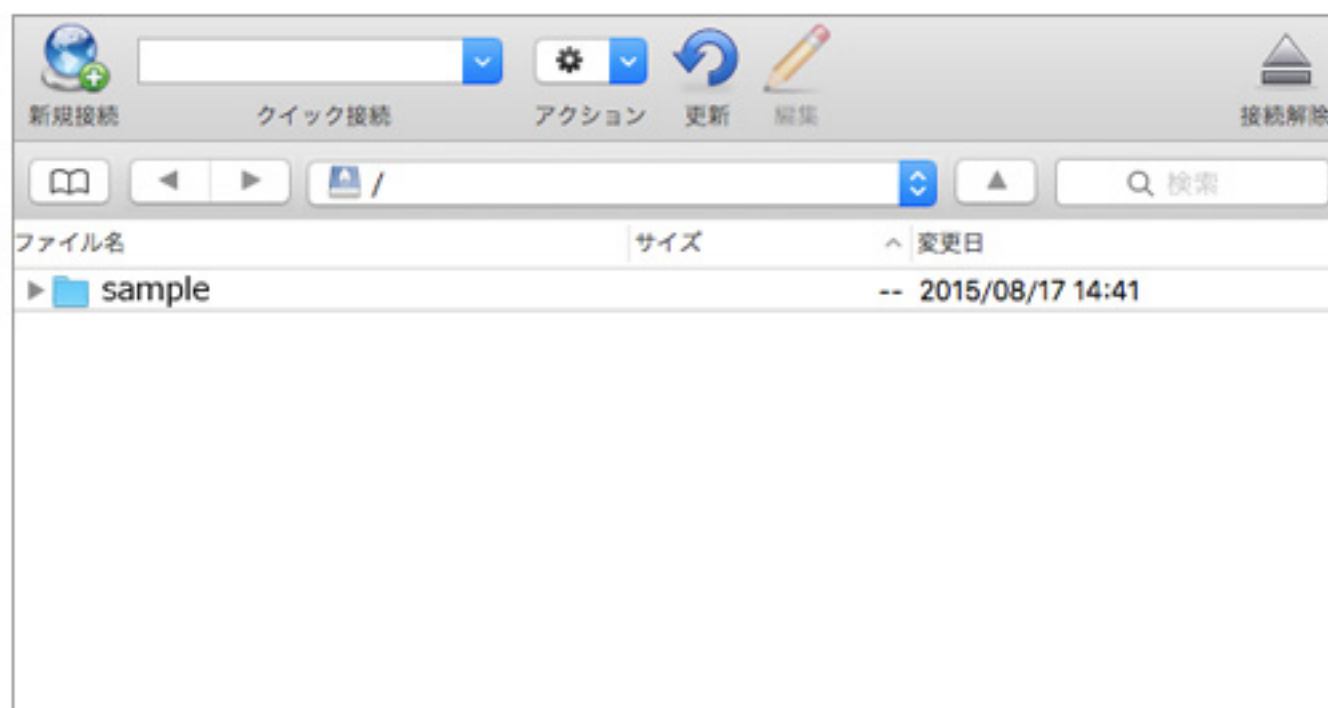 新規接続 クイック接続 アクション 更新 編集 接続解除
/ 検索
ファイル名 サイズ 変更日
sample -- 2015/08/17 14:41